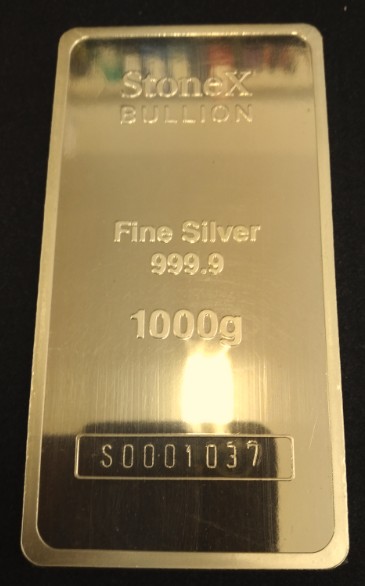 StoneX
BULLION
Fine Silver
999.9
1000g
S0001037